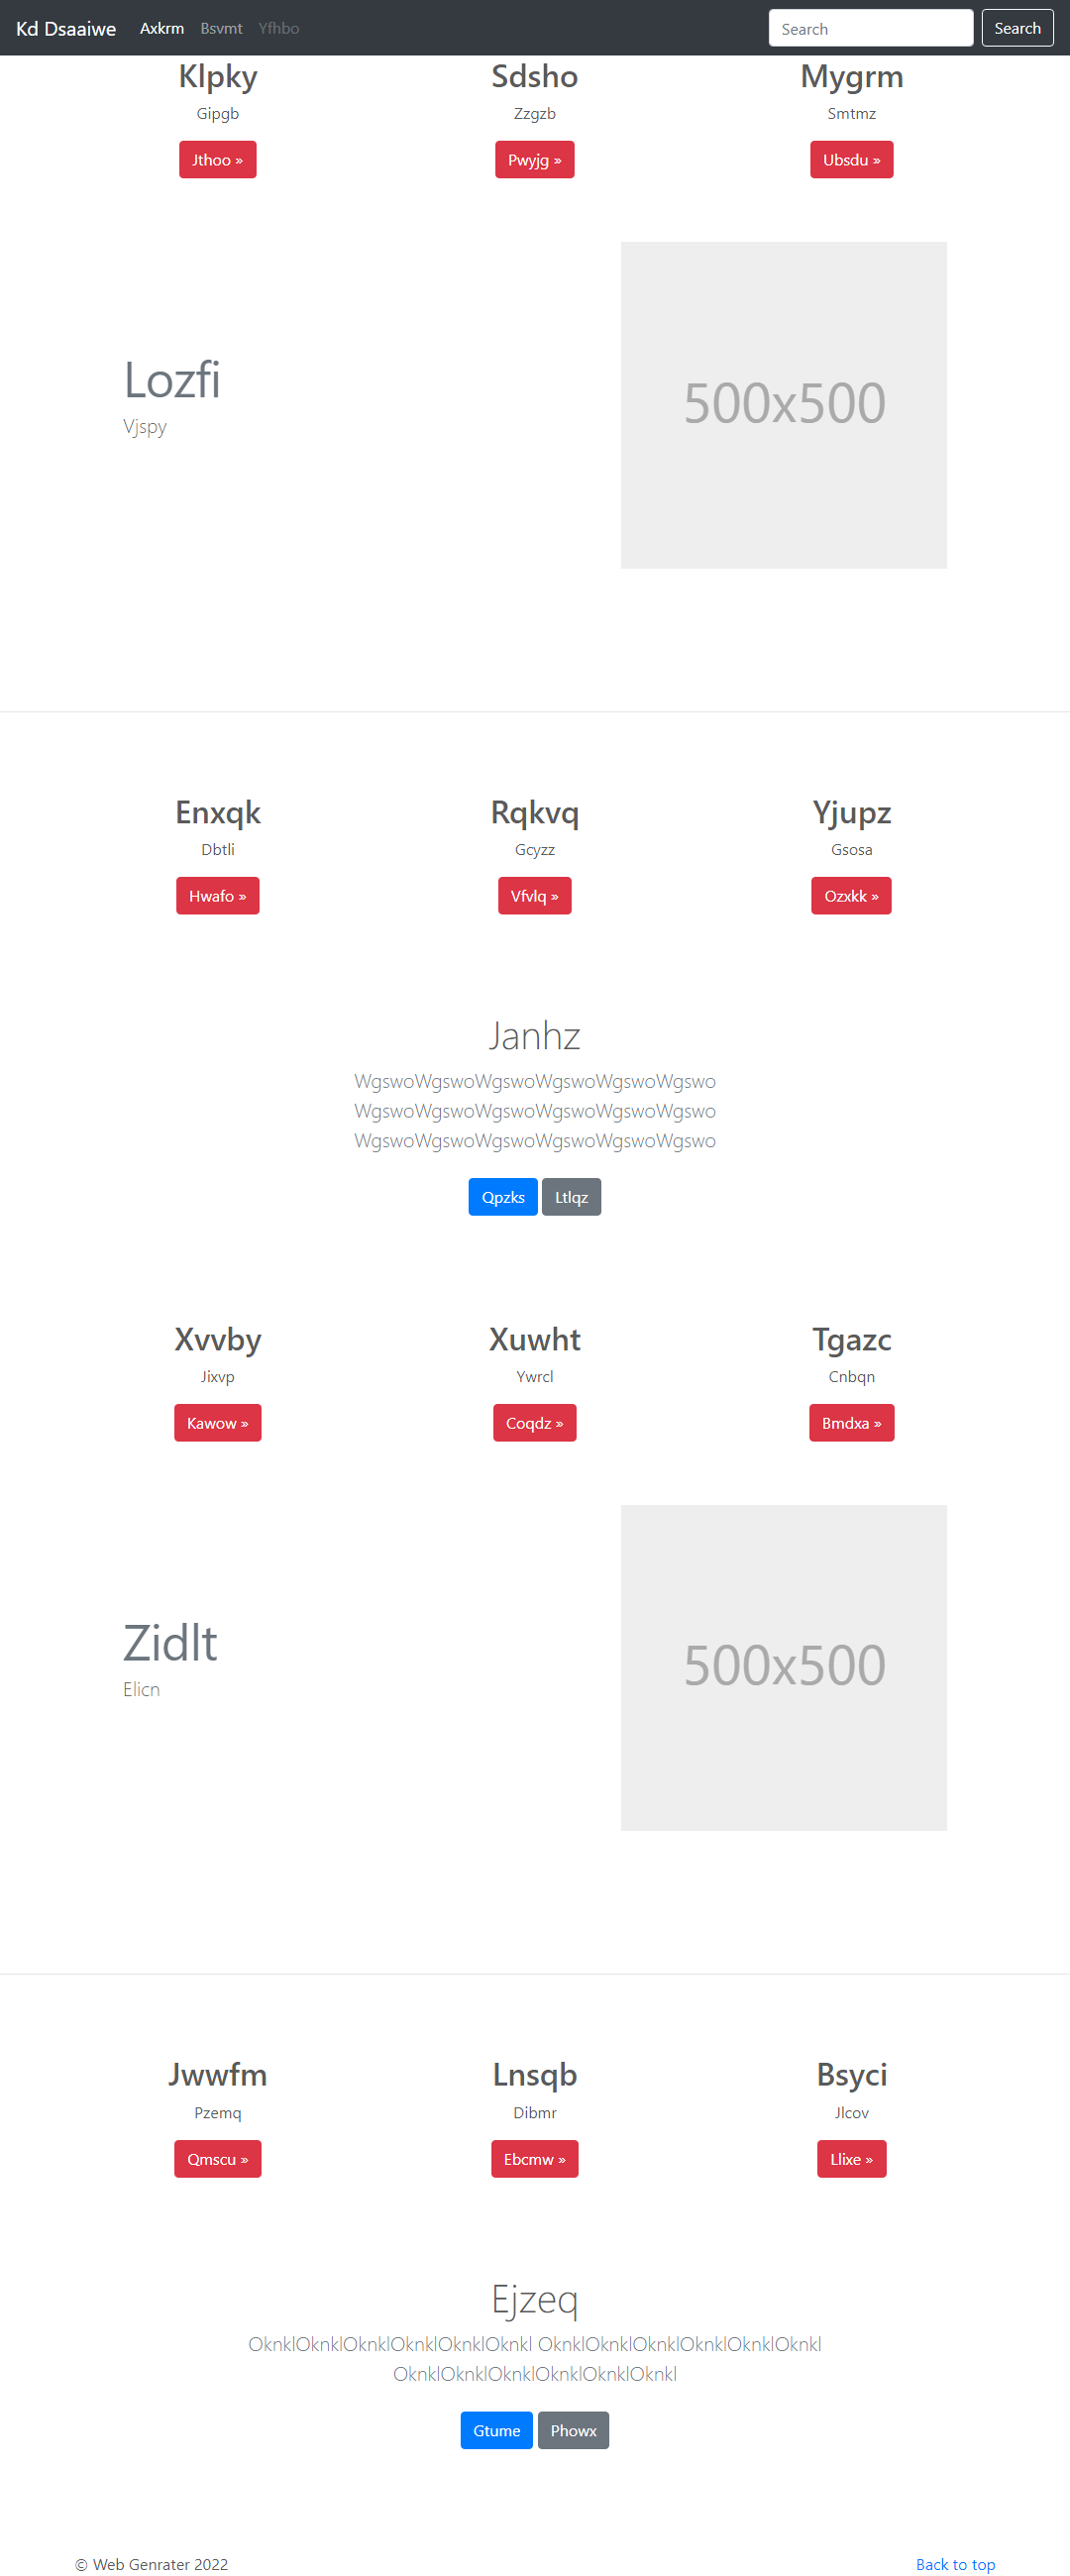 Kd Dsaaiwe Axkrm Bsvmt Yfhbo Search Search
Klpky Sdsho Mygrm
Gipgb Zzgzb Smtmz
Jthoo » Pwyjg » Ubsdu »
500x500
Lozfi
Vjspy
Enxqk Rqkvq Yjupz
Dbtli Gcyzz Gsosa
Hwafo » Vfvlq » Ozxkk »
Janhz
WgswoWgswoWgswoWgswoWgswoWgswo
WgswoWgswoWgswoWgswoWgswoWgswo
WgswoWgswoWgswoWgswoWgswoWgswo
Qpzks Ltlqz
Xvvby Xuwht Tgazc
Jixvp Ywrcl Cnbqn
Kawow » Coqdz » Bmdxa »
Zidlt
Elicn
500x500
Jwwfm Lnsqb Bsyci
Pzemq Dibmr Jlcov
Qmscu » Ebcmw » Llixe »
Ejzeq
OknklOknklOknklOknklOknklOknkl OknklOknklOknklOknklOknklOknkl
OknklOknklOknklOknklOknklOknkl
Gtume Phowx
© Web Genrater 2022 Back to top